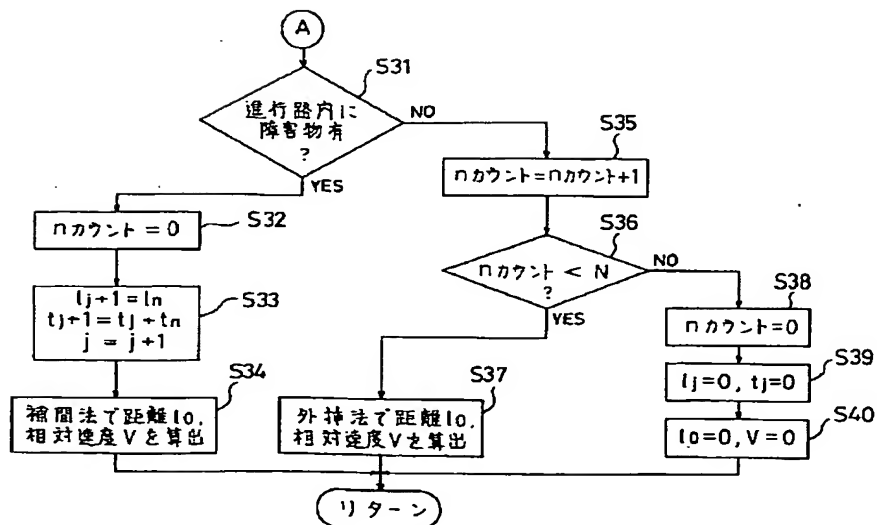 A
S31
進行路内に
障害物有
?
NO
YES
S35
nカウント=nカウント+1
S32
nカウント=0
S36
nカウント<N
?
NO
YES
S33
lj+1=ln
tj+1=tj+tn
j=j+1
S38
nカウント=0
S39
lj=0, tj=0
S34
補間法で距離l0,
相対速度Vを算出
S37
外挿法で距離l0,
相対速度Vを算出
S40
l0=0, V=0
リターン